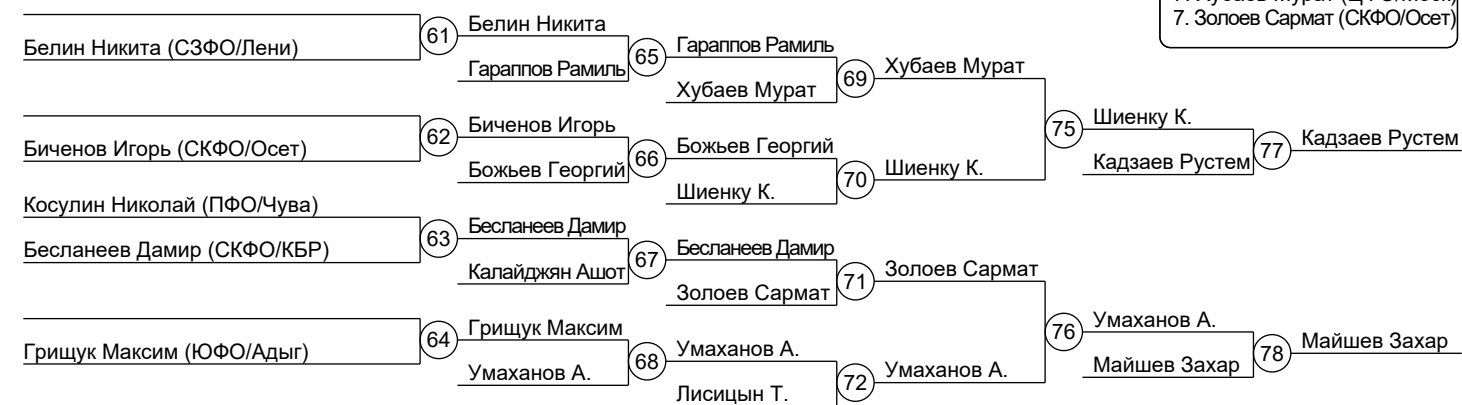 7. Золоев Сармат (СКФО/Осет)
Белин Никита (СЗФО/Лени)
61
Белин Никита
Гараппов Рамиль
65
Гараппов Рамиль
Хубаев Мурат
69
Хубаев Мурат
Биченов Игорь (СКФО/Осет)
62
Биченов Игорь
Божьев Георгий
66
Божьев Георгий
Шиенку К.
70
Шиенку К.
75
Шиенку К.
Кадзаев Рустем
77
Кадзаев Рустем
Косулин Николай (ПФО/Чува)
Бесланеев Дамир (СКФО/КБР)
63
Бесланеев Дамир
Калайджян Ашот
67
Бесланеев Дамир
Золоев Сармат
71
Золоев Сармат
Грищук Максим (ЮФО/Адыг)
64
Грищук Максим
Умаханов А.
68
Умаханов А.
Лисицын Т.
72
Умаханов А.
76
Умаханов А.
Майшев Захар
78
Майшев Захар